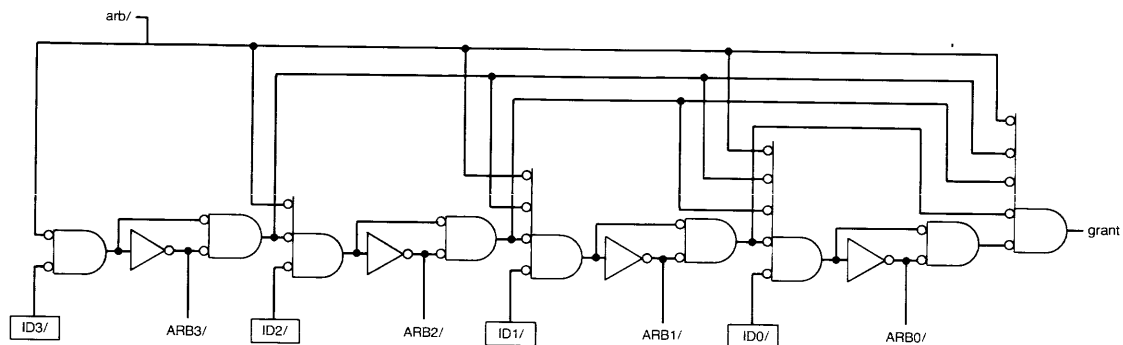 arb/
grant
ID3/
ARB3/
ID2/
ARB2/
ID1/
ARB1/
ID0/
ARB0/